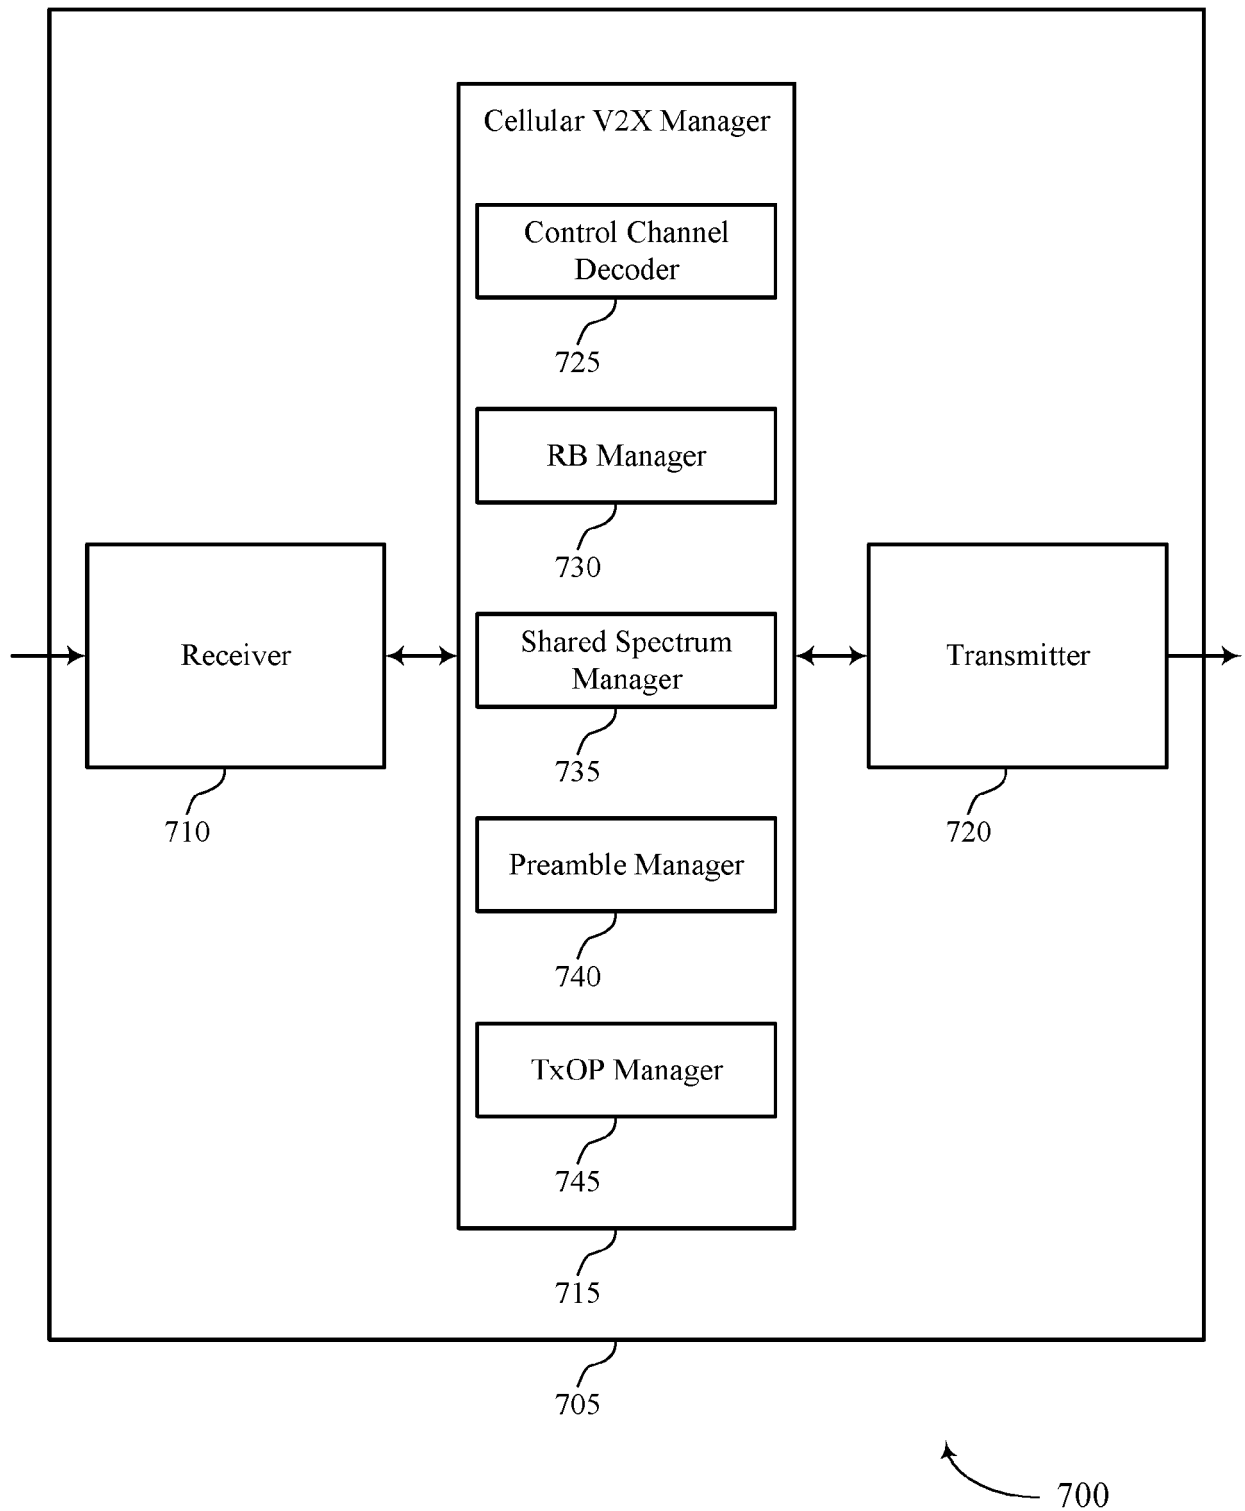 Cellular V2X Manager
Control Channel
Decoder
725
RB Manager
730
Receiver
710
Shared Spectrum
Manager
735
Transmitter
720
Preamble Manager
740
TxOP Manager
745
715
705
700